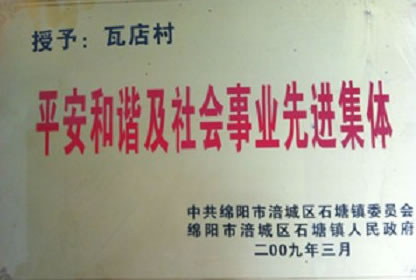 授予：瓦店村
平安和谐及社会事业先进集体
中共绵阳市涪城区石塘镇委员会
绵阳市涪城区石塘镇人民政府
二00九年三月